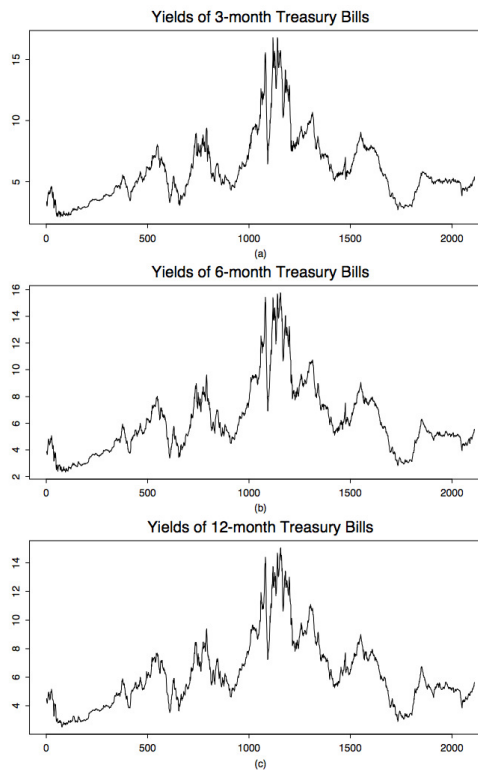 Yields of 3-month Treasury Bills
15
10
5
0 500 1000 1500 2000
(a)
Yields of 6-month Treasury Bills
16
14
12
10
8
6
4
2
0 500 1000 1500 2000
(b)
Yields of 12-month Treasury Bills
14
12
10
8
6
4
0 500 1000 1500 2000
(c)